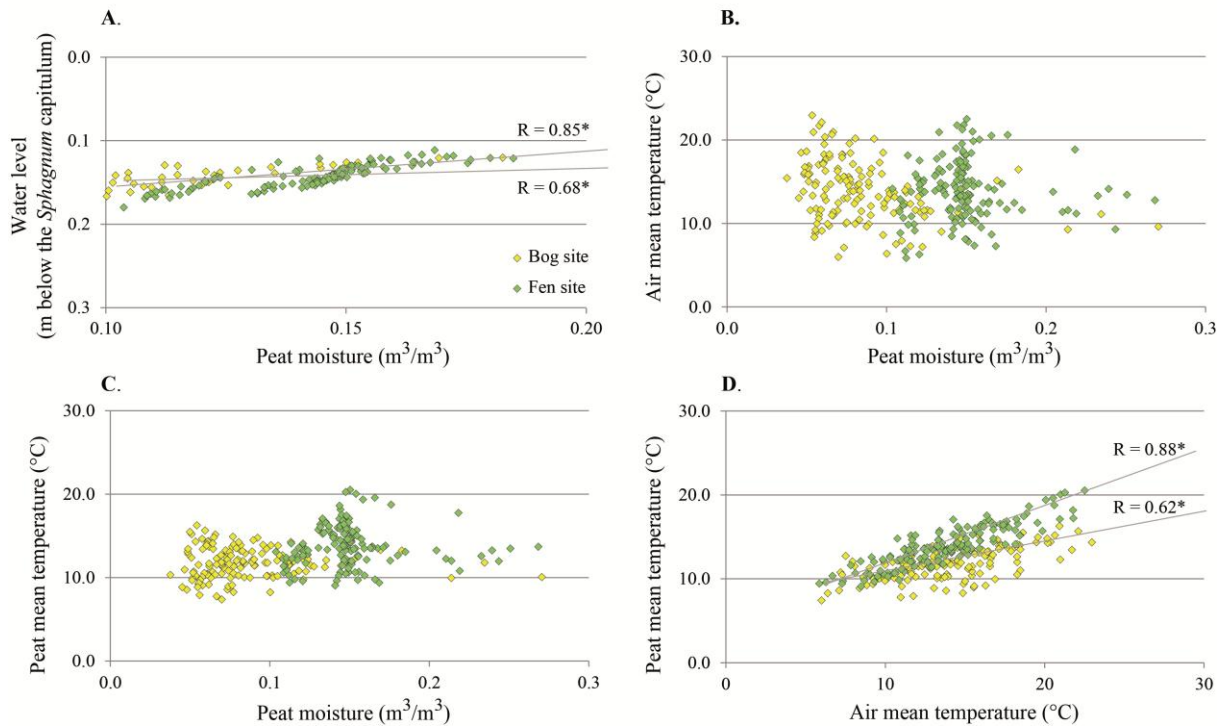 A.
Water level
(m below the Sphagnum capitulum)
0.0
0.1
0.2
0.3
R = 0.85*
R = 0.68*
Bog site
Fen site
0.10
0.15
0.20
Peat moisture (m³/m³)
B.
Air mean temperature (°C)
30.0
20.0
10.0
0.0
0.0
0.1
0.2
0.3
Peat moisture (m³/m³)
C.
Peat mean temperature (°C)
30.0
20.0
10.0
0.0
0.0
0.1
0.2
0.3
Peat moisture (m³/m³)
D.
Peat mean temperature (°C)
30.0
20.0
10.0
0.0
R = 0.88*
R = 0.62*
0
10
20
30
Air mean temperature (°C)